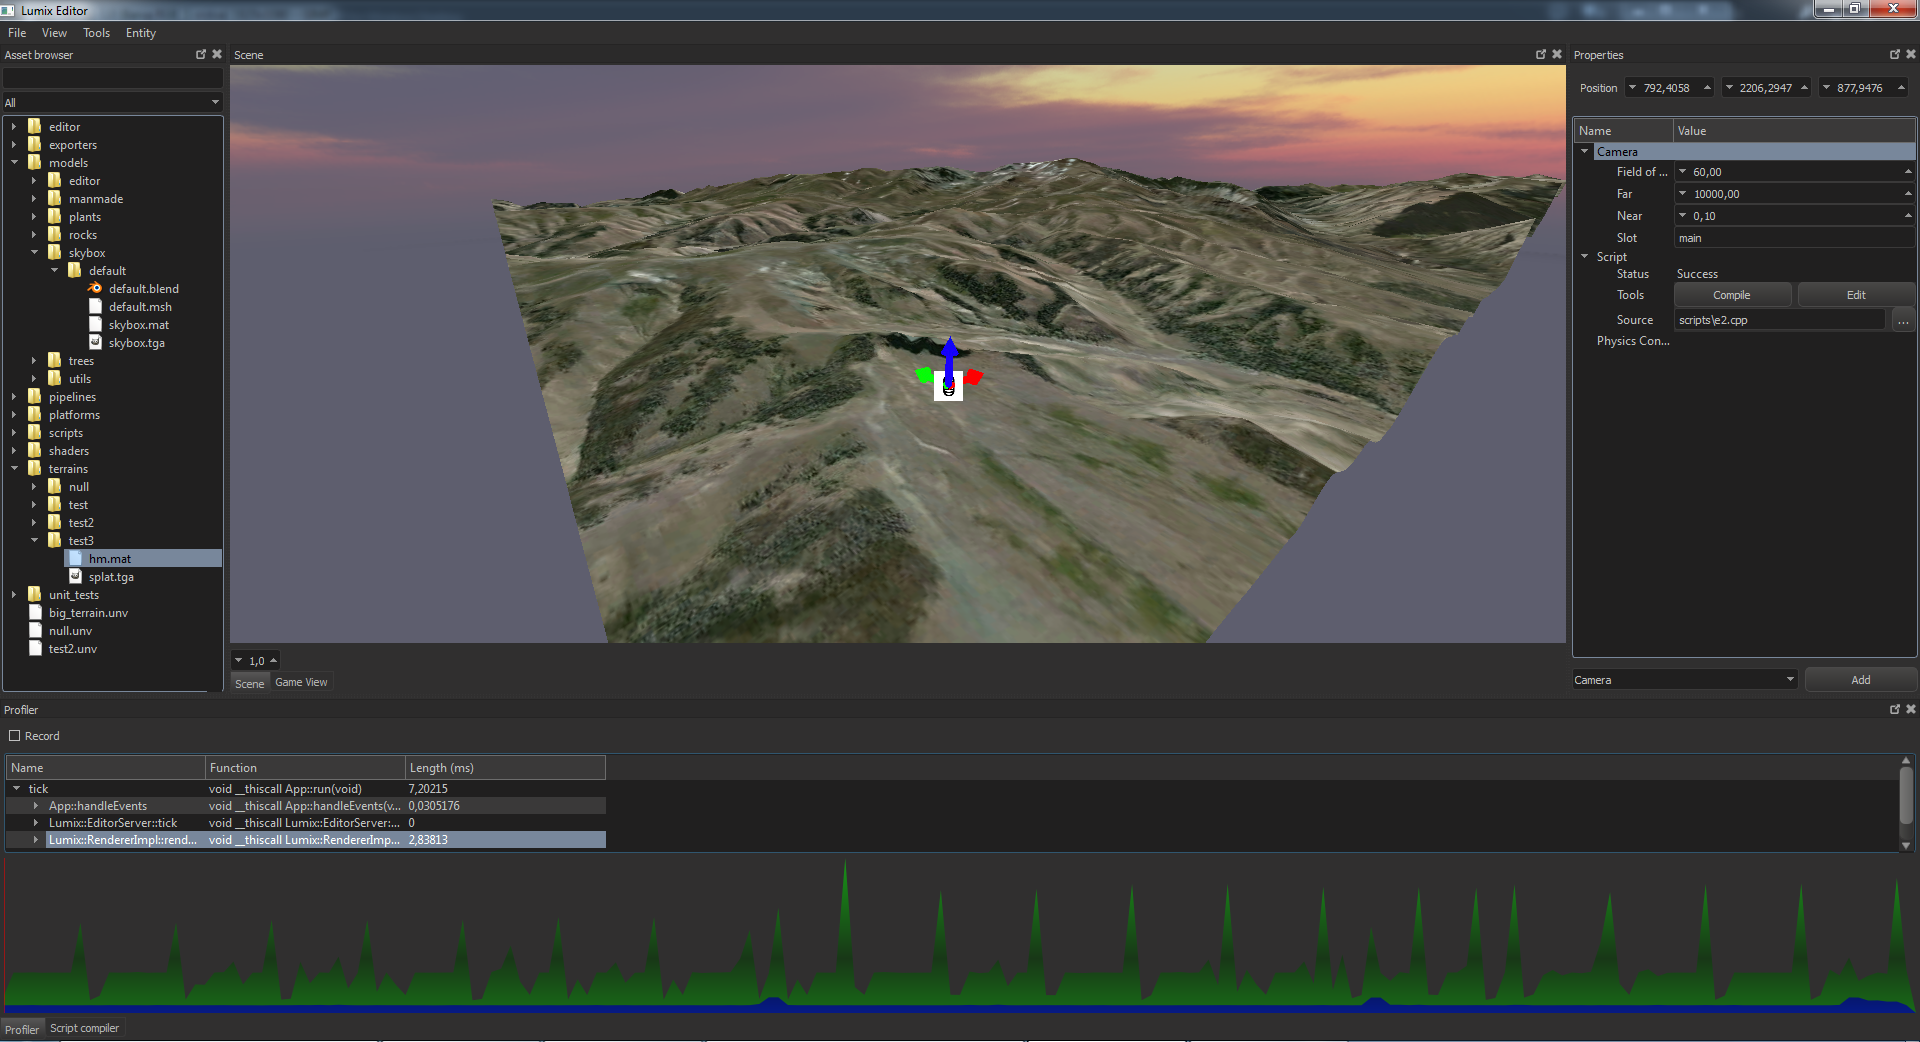 Lumix Editor
File View Tools Entity
Asset browser
All
editor
exporters
models
editor
manmade
plants
rocks
skybox
default
default.blend
default.msh
skybox.mat
skybox.tga
trees
utils
pipelines
platforms
scripts
shaders
terrains
null
test
test2
test3
hm.mat
splat.tga
unit_tests
big_terrain.unv
null.unv
test2.unv
Scene
1,0
Scene Game View
Properties
Position 792,4058 2206,2947 877,9476
Name Value
Camera
Field of ... 60,00
Far 10000,00
Near 0,10
Slot main
Script
Status Success
Tools Compile Edit
Source scripts\e2.cpp ...
Physics Con...
Camera Add
Profiler
Record
Name Function Length (ms)
tick void __thiscall App::run(void) 7,20215
App::handleEvents void __thiscall App::handleEvents(v... 0,0305176
Lumix::EditorServer::tick void __thiscall Lumix::EditorServer:... 0
Lumix::RendererImpl::rend... void __thiscall Lumix::RendererImp... 2,83813
Profiler Script compiler